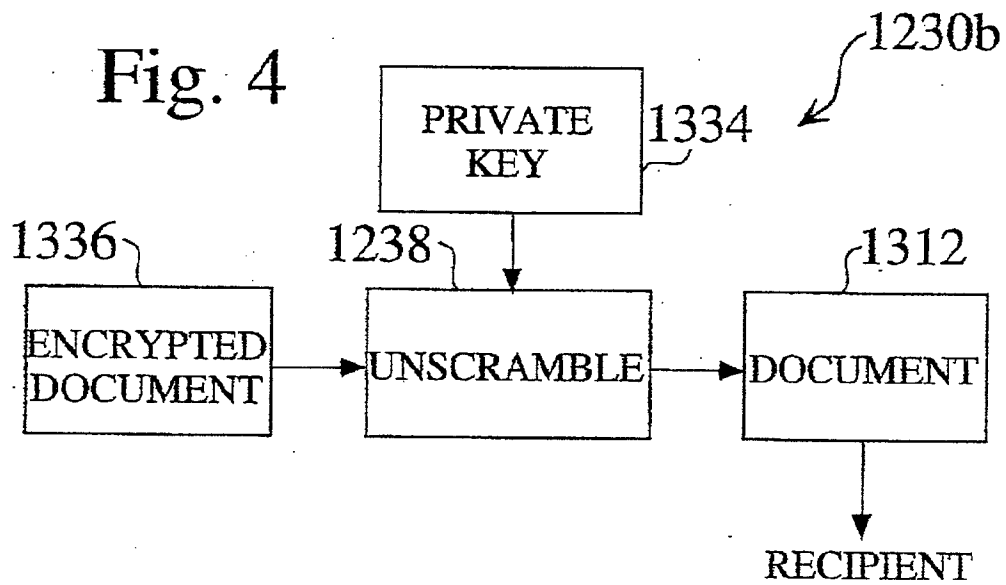 Fig. 4
1230b
PRIVATE
KEY
1334
1336
1238
1312
ENCRYPTED
DOCUMENT
UNSCRAMBLE
DOCUMENT
RECIPIENT